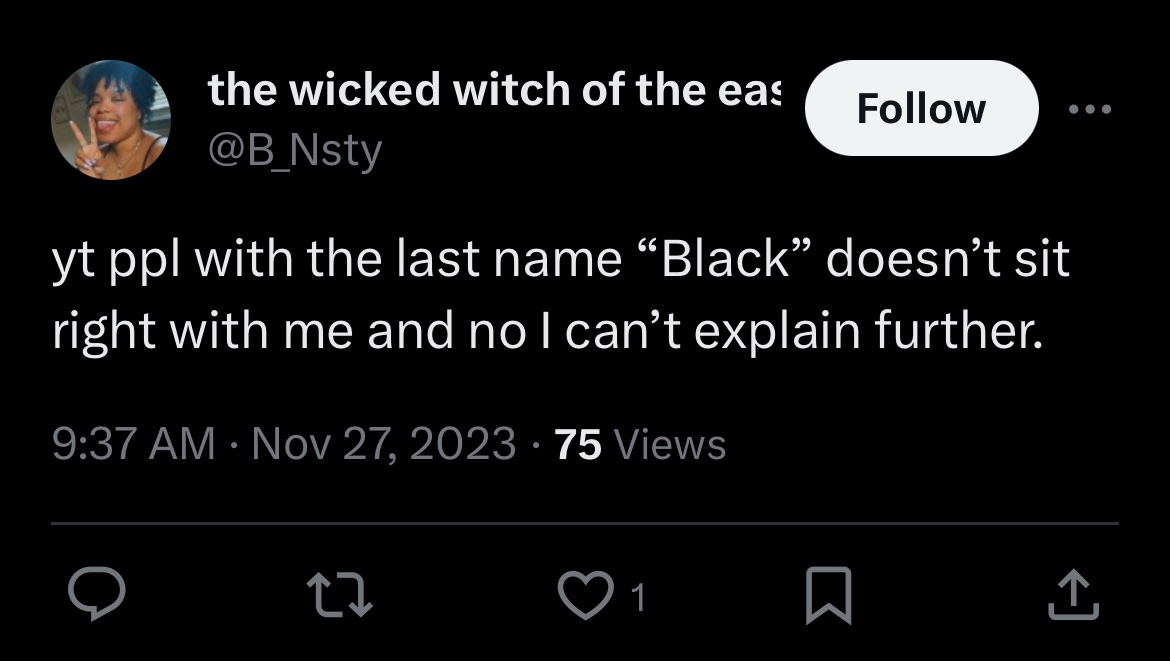 the wicked witch of the eas
Follow
@B_Nsty
yt ppl with the last name “Black” doesn’t sit
right with me and no I can’t explain further.
9:37 AM · Nov 27, 2023 · 75 Views
1